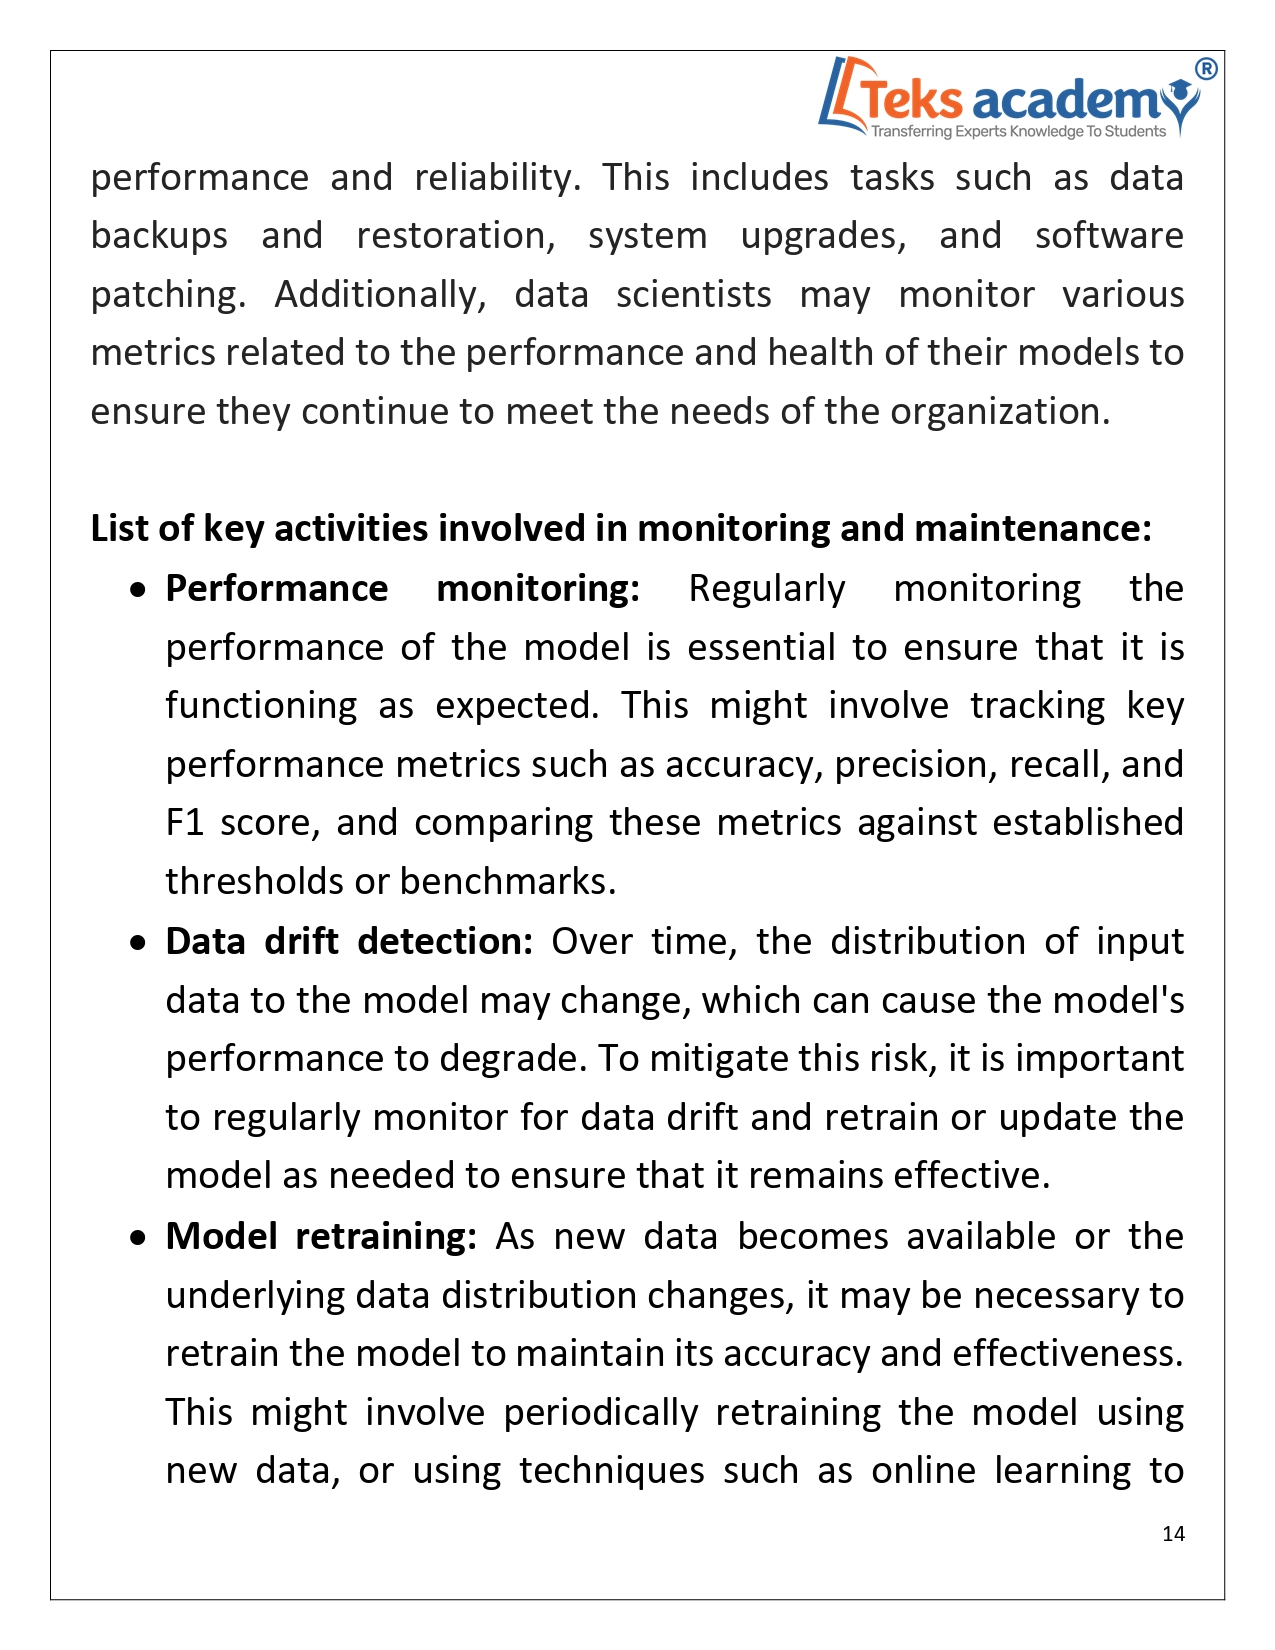 Teks academy ®
Transferring Experts Knowledge To Students
performance and reliability. This includes tasks such as data
backups and restoration, system upgrades, and software
patching. Additionally, data scientists may monitor various
metrics related to the performance and health of their models to
ensure they continue to meet the needs of the organization.
List of key activities involved in monitoring and maintenance:
• Performance monitoring: Regularly monitoring the
performance of the model is essential to ensure that it is
functioning as expected. This might involve tracking key
performance metrics such as accuracy, precision, recall, and
F1 score, and comparing these metrics against established
thresholds or benchmarks.
• Data drift detection: Over time, the distribution of input
data to the model may change, which can cause the model's
performance to degrade. To mitigate this risk, it is important
to regularly monitor for data drift and retrain or update the
model as needed to ensure that it remains effective.
• Model retraining: As new data becomes available or the
underlying data distribution changes, it may be necessary to
retrain the model to maintain its accuracy and effectiveness.
This might involve periodically retraining the model using
new data, or using techniques such as online learning to
14